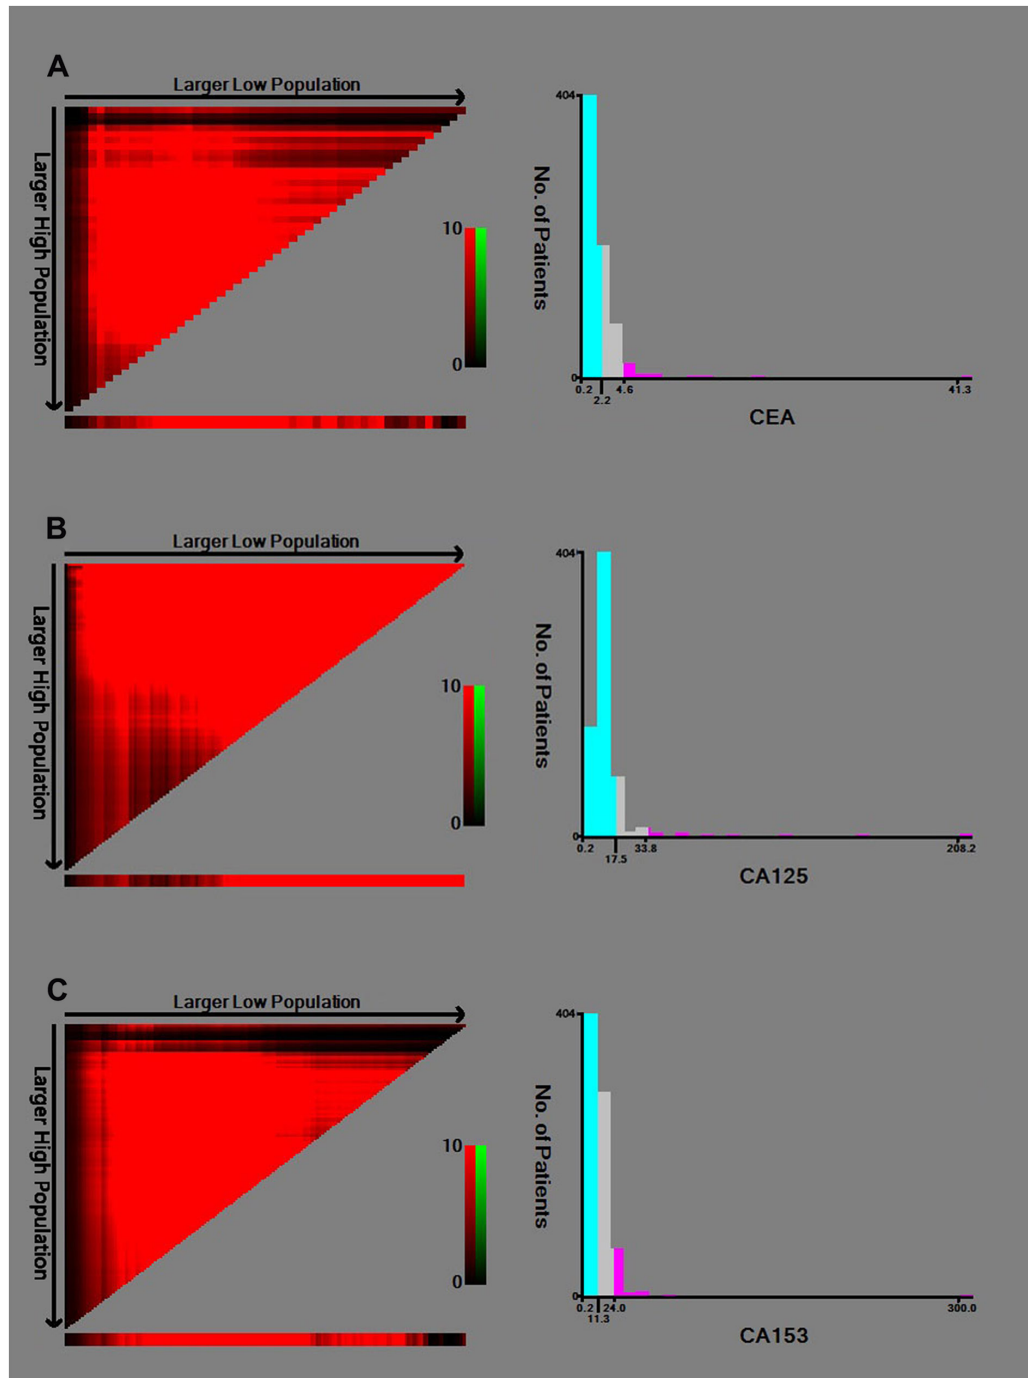 A
Larger Low Population
Larger High Population
10
0
404
No. of Patients
0
0.2 4.6 41.3
2.2
CEA
B
Larger Low Population
Larger High Population
10
0
404
No. of Patients
0
0.2 33.8 208.2
17.5
CA125
C
Larger Low Population
Larger High Population
10
0
404
No. of Patients
0
0.2 24.0 300.0
11.3
CA153